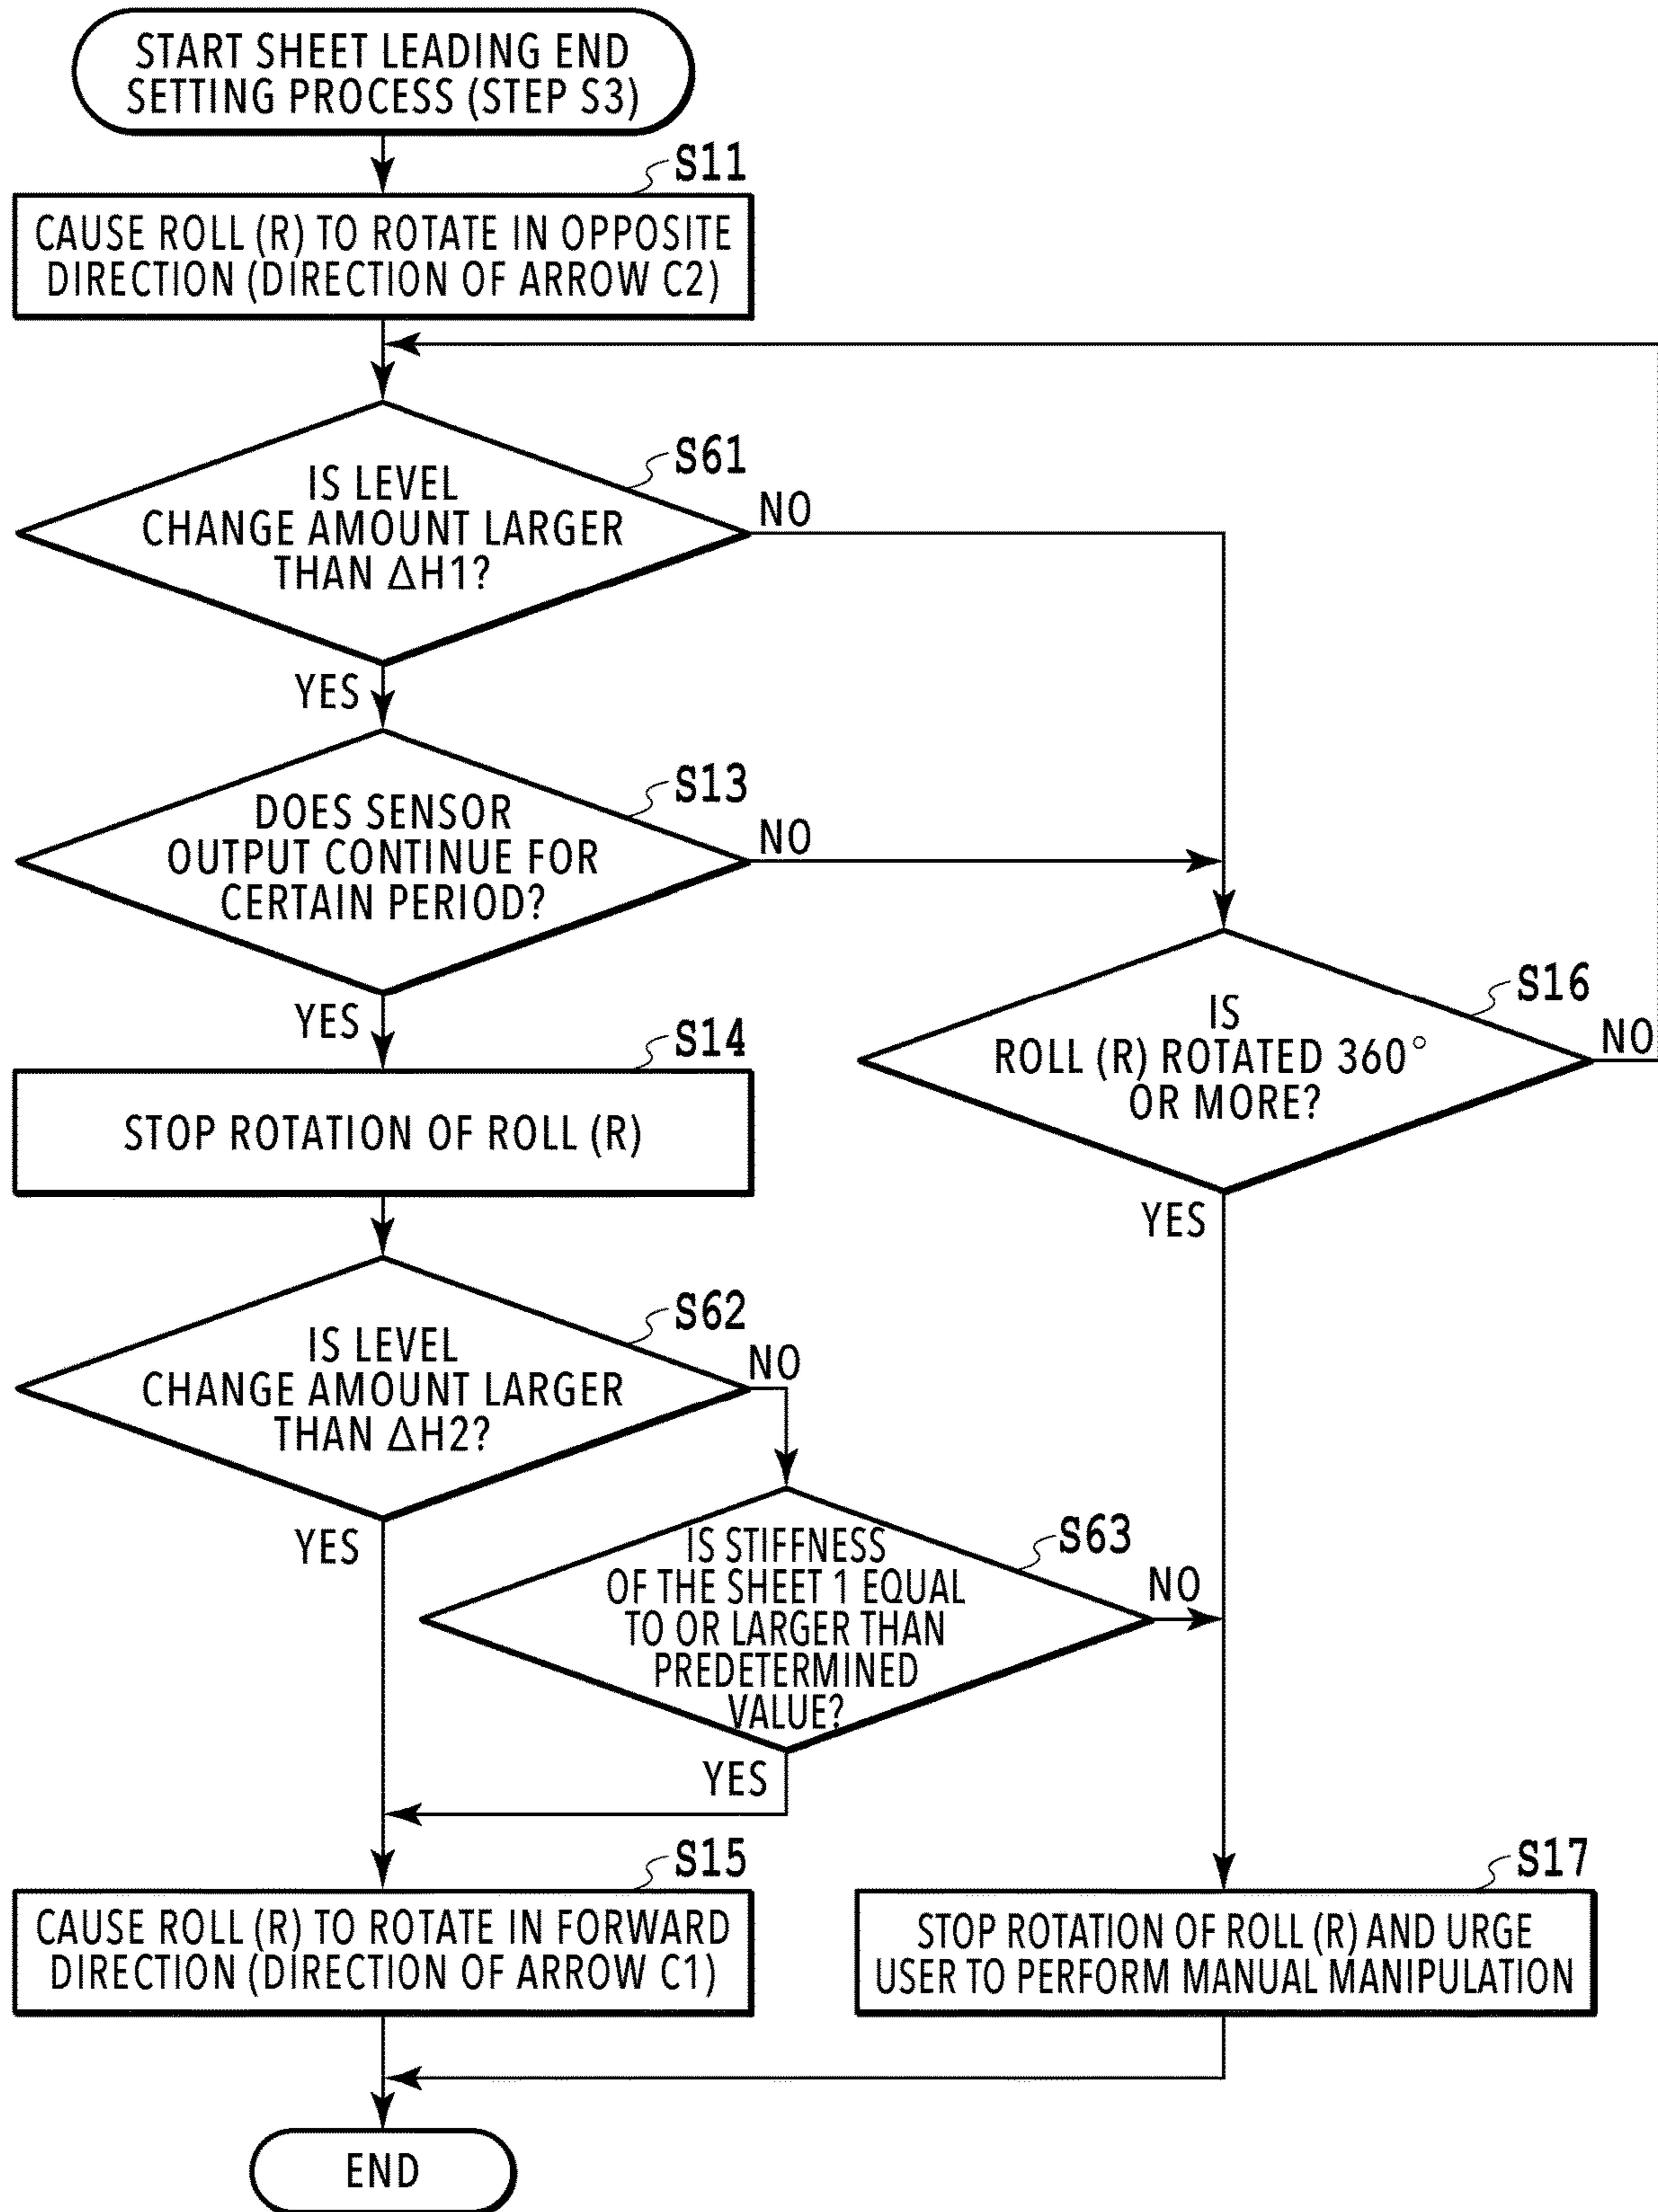 START SHEET LEADING END
SETTING PROCESS (STEP S3)
S11
CAUSE ROLL (R) TO ROTATE IN OPPOSITE
DIRECTION (DIRECTION OF ARROW C2)
S61
IS LEVEL
CHANGE AMOUNT LARGER
THAN ΔH1?
NO
YES
S13
DOES SENSOR
OUTPUT CONTINUE FOR
CERTAIN PERIOD?
NO
YES
S16
IS
ROLL (R) ROTATED 360°
OR MORE?
NO
YES
S14
STOP ROTATION OF ROLL (R)
S62
IS LEVEL
CHANGE AMOUNT LARGER
THAN ΔH2?
NO
YES
S63
IS STIFFNESS
OF THE SHEET 1 EQUAL
TO OR LARGER THAN
PREDETERMINED
VALUE?
NO
YES
S15
CAUSE ROLL (R) TO ROTATE IN FORWARD
DIRECTION (DIRECTION OF ARROW C1)
S17
STOP ROTATION OF ROLL (R) AND URGE
USER TO PERFORM MANUAL MANIPULATION
END